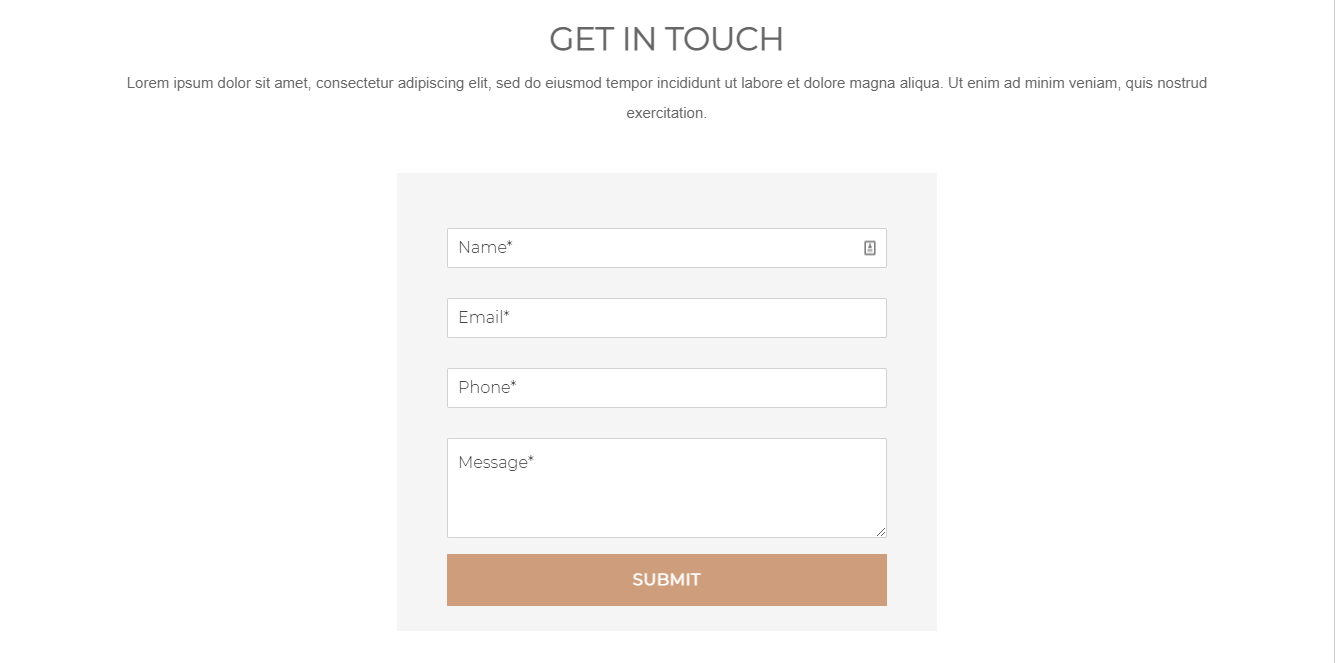 GET IN TOUCH
Lorem ipsum dolor sit amet, consectetur adipiscing elit, sed do eiusmod tempor incididunt ut labore et dolore magna aliqua. Ut enim ad minim veniam, quis nostrud
exercitation.
Name*
Email*
Phone*
Message*
SUBMIT